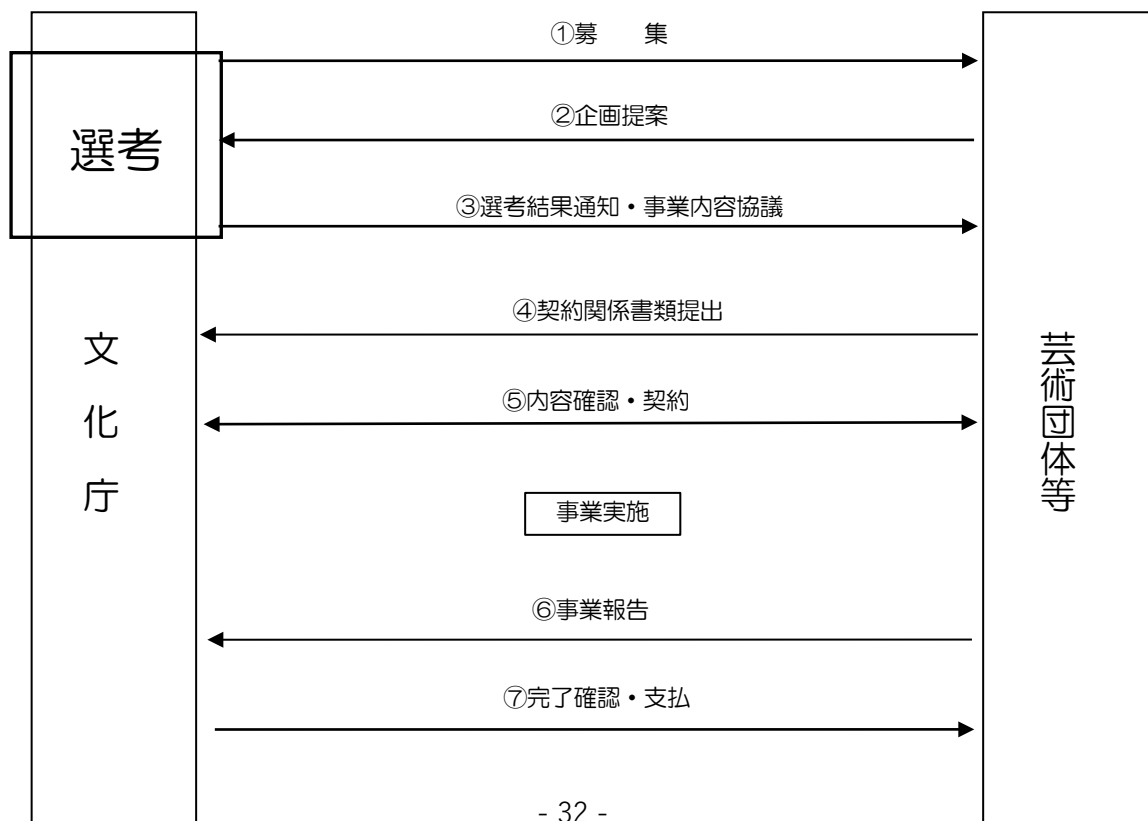 ①募　　集
②企画提案
選考
③選考結果通知・事業内容協議
④契約関係書類提出
文化庁
芸術団体等
⑤内容確認・契約
事業実施
⑥事業報告
⑦完了確認・支払
- 32 -